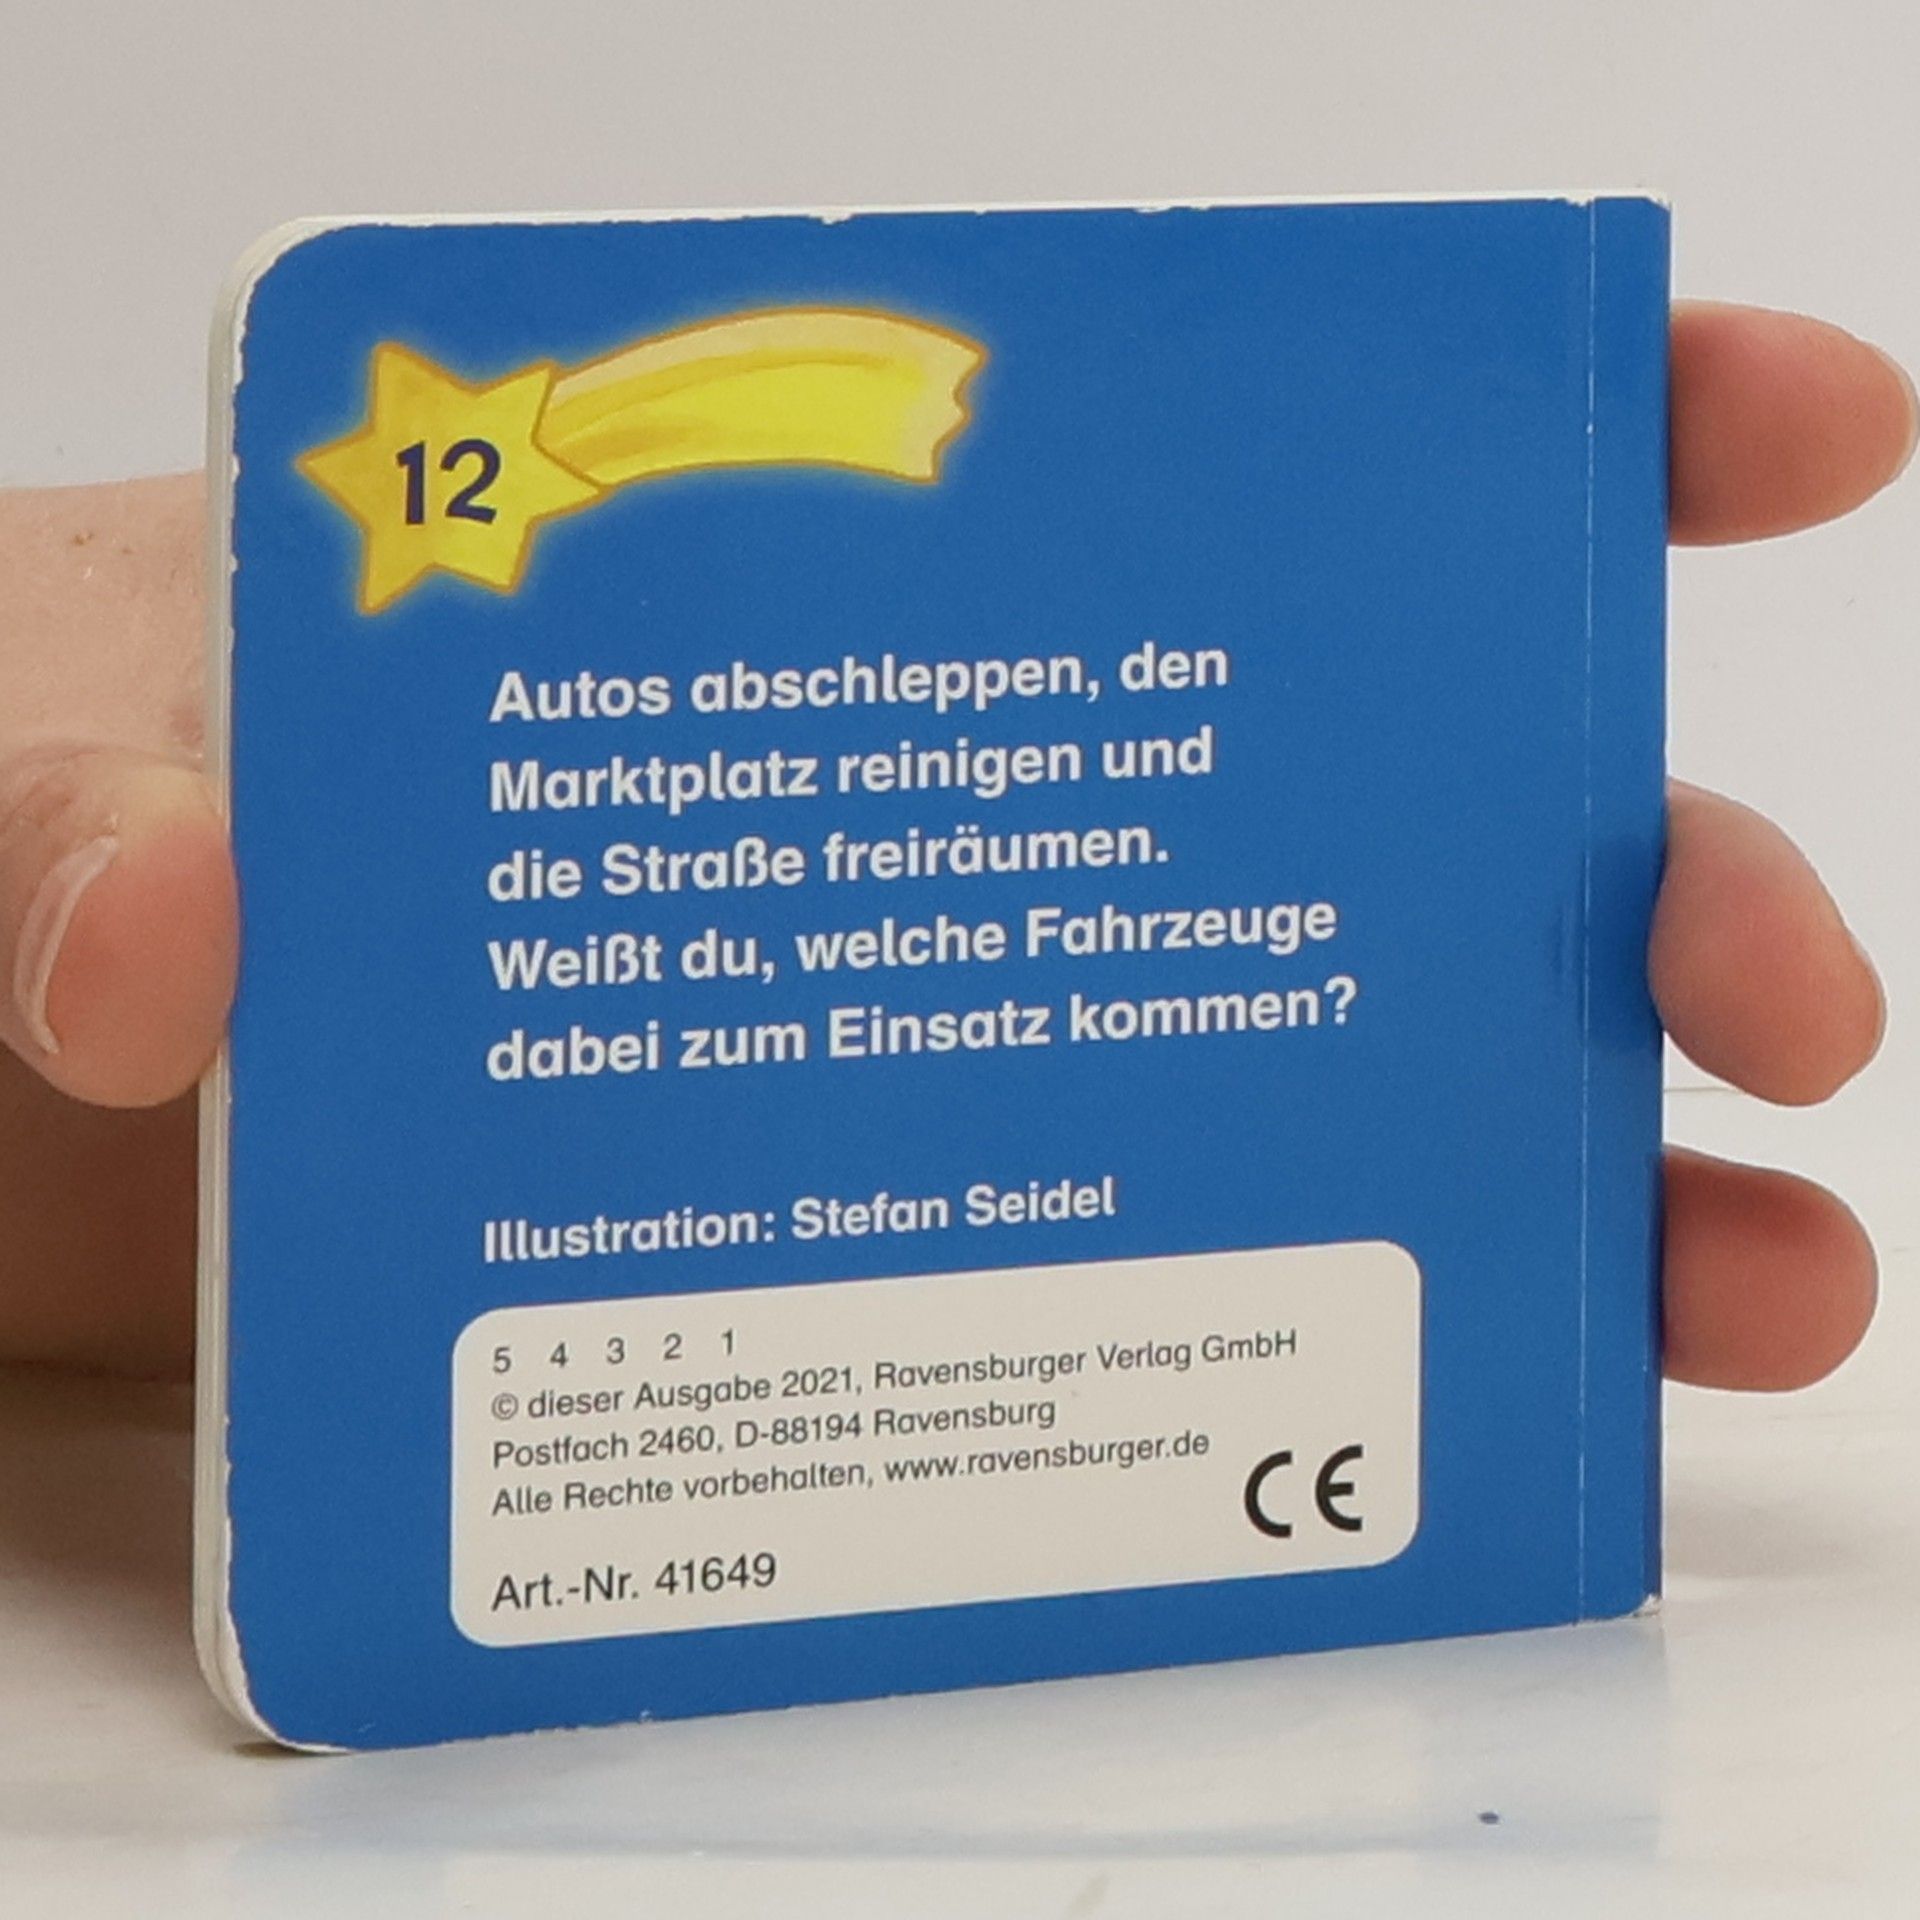 12
Autos abschleppen, den
Marktplatz reinigen und
die Straße freiräumen.
Weißt du, welche Fahrzeuge
dabei zum Einsatz kommen?
Illustration: Stefan Seidel
5 4 3 2 1
© dieser Ausgabe 2021, Ravensburger Verlag GmbH
Postfach 2460, D-88194 Ravensburg
Alle Rechte vorbehalten, www.ravensburger.de
CE
Art.-Nr. 41649